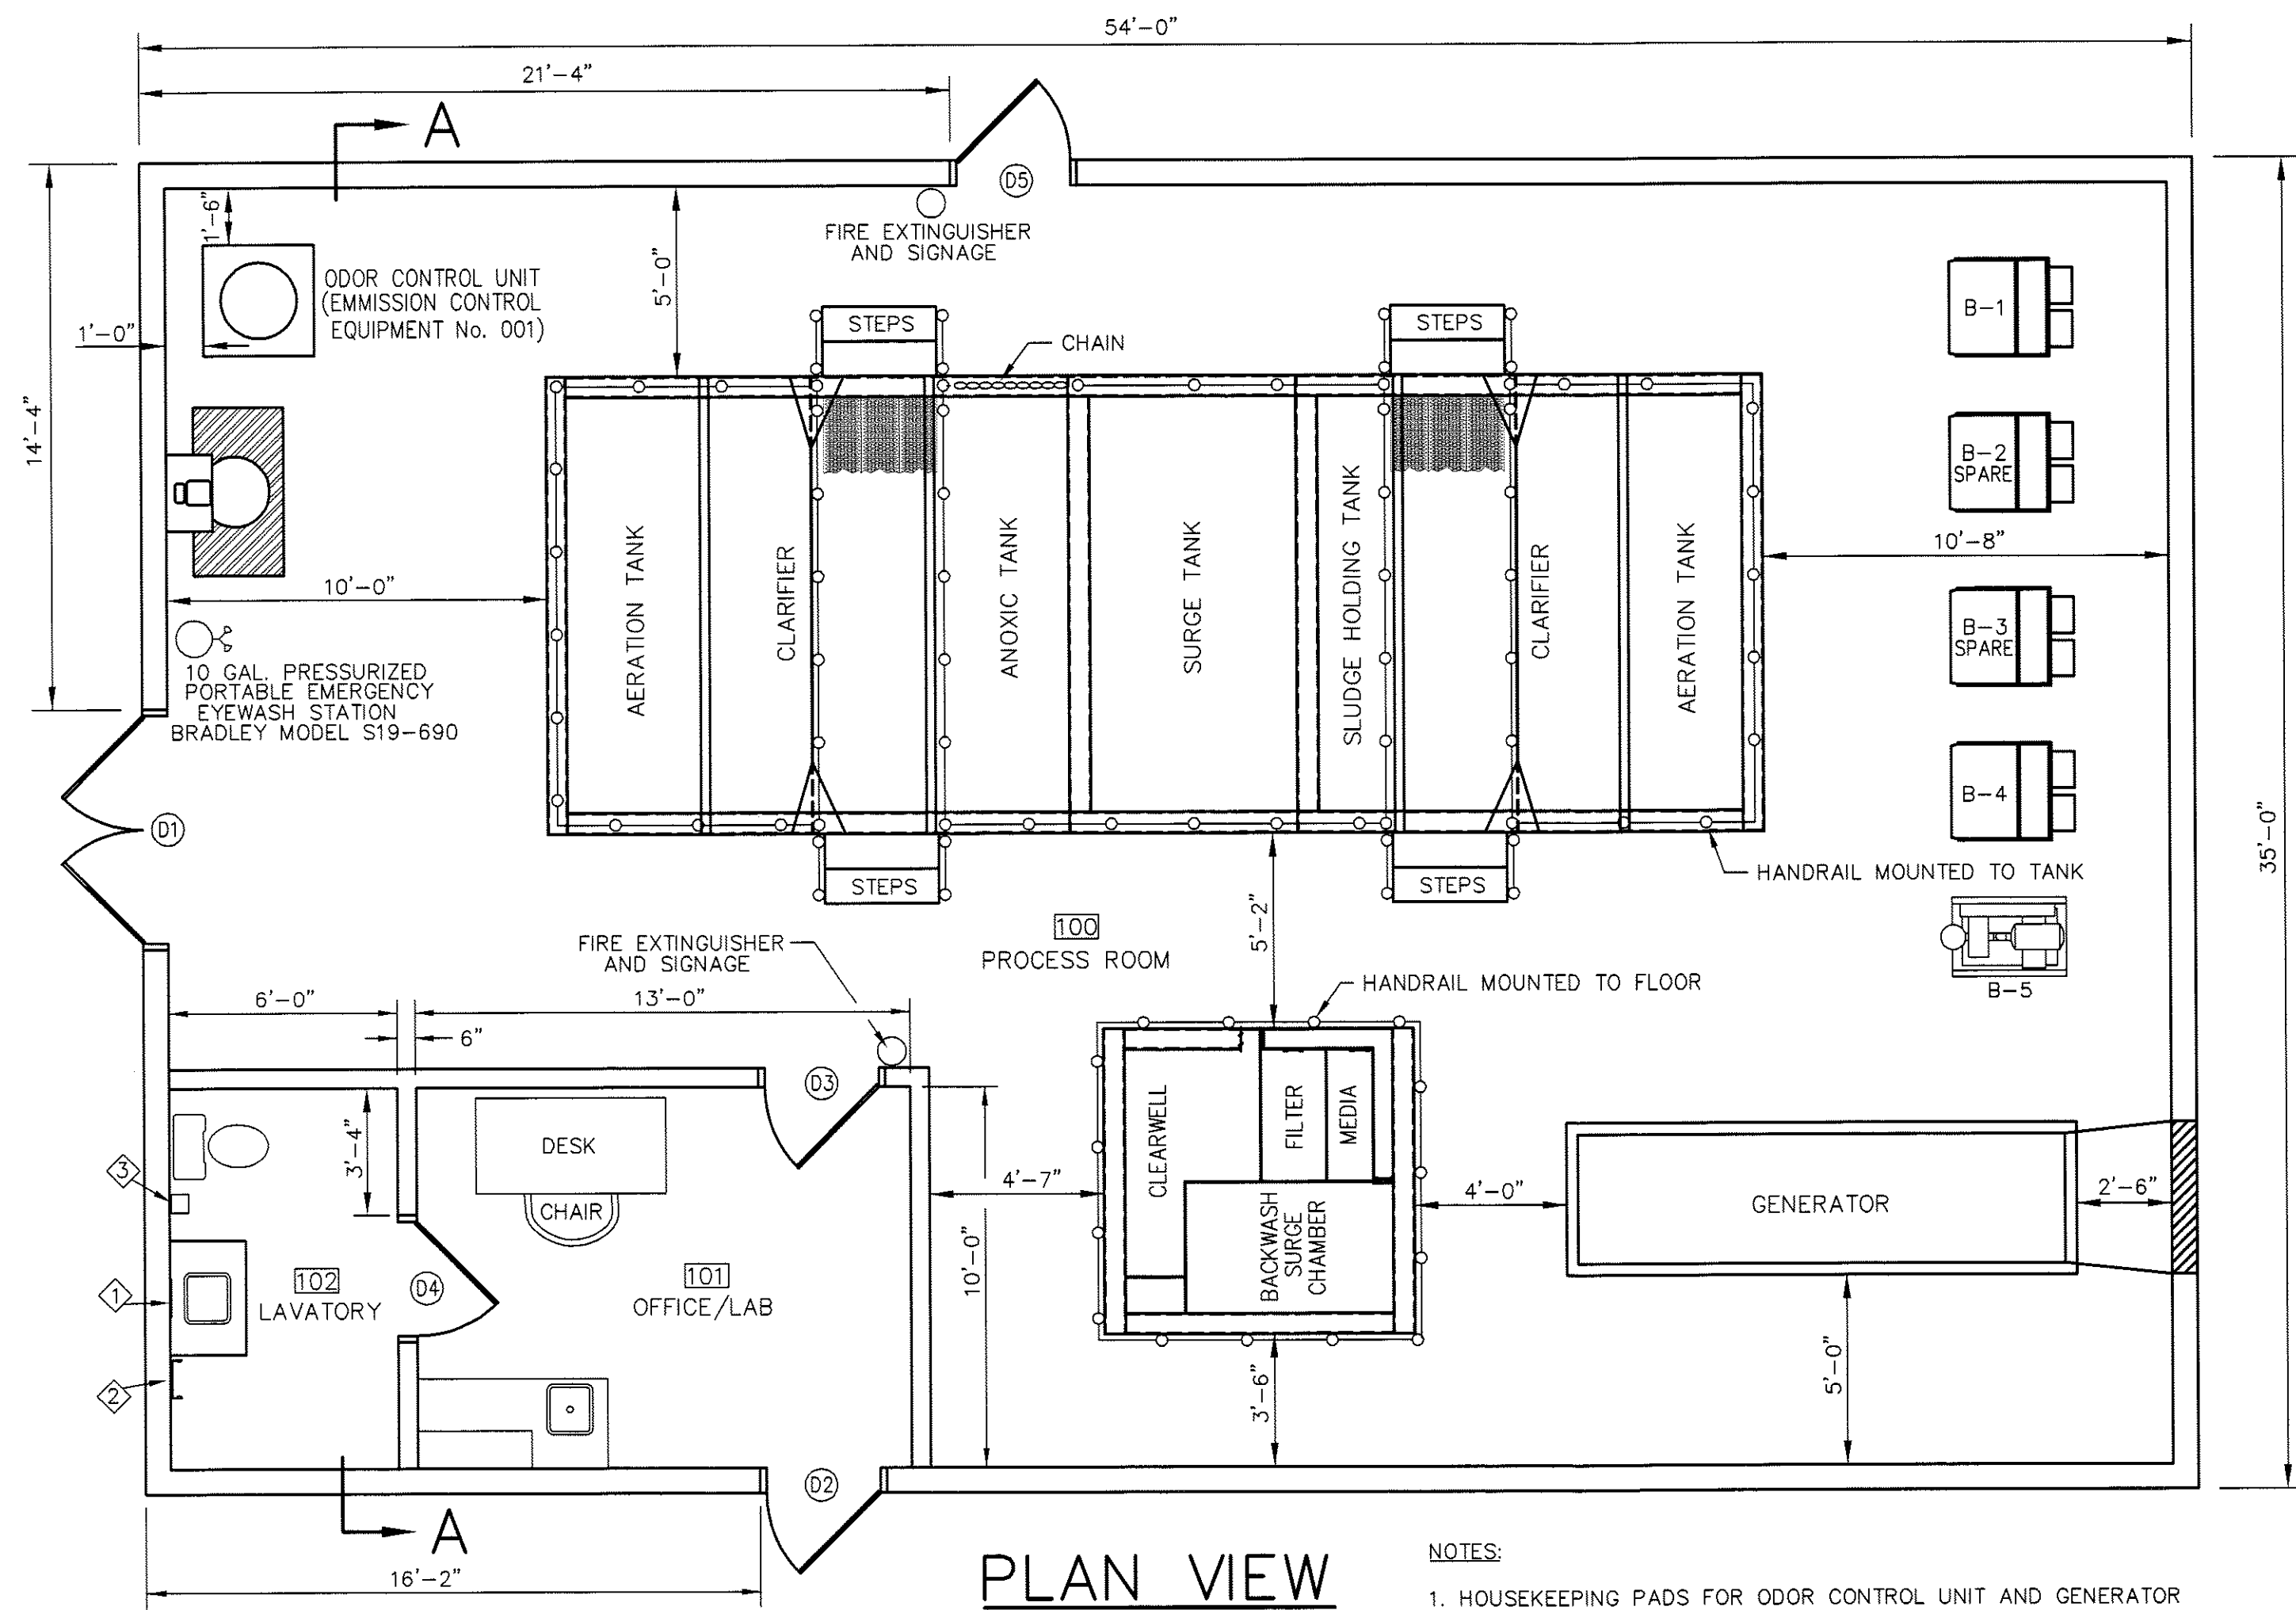 54'-0"
21'-4"
A
D5
1'-6"
FIRE EXTINGUISHER
AND SIGNAGE
ODOR CONTROL UNIT
(EMMISSION CONTROL
EQUIPMENT No. 001)
5'-0"
1'-0"
14'-4"
STEPS
STEPS
CHAIN
B-1
B-2
SPARE
B-3
SPARE
B-4
10'-8"
10'-0"
AERATION TANK
CLARIFIER
ANOXIC TANK
SURGE TANK
SLUDGE HOLDING TANK
CLARIFIER
AERATION TANK
10 GAL. PRESSURIZED
PORTABLE EMERGENCY
EYEWASH STATION
BRADLEY MODEL S19-690
D1
35'-0"
HANDRAIL MOUNTED TO TANK
STEPS
STEPS
B-5
5'-2"
100
PROCESS ROOM
FIRE EXTINGUISHER
AND SIGNAGE
HANDRAIL MOUNTED TO FLOOR
6'-0"
13'-0"
6"
D3
DESK
CHAIR
3'-4"
3
1
2
102
LAVATORY
D4
101
OFFICE/LAB
10'-0"
4'-7"
CLEARWELL
FILTER
MEDIA
BACKWASH
SURGE
CHAMBER
4'-0"
GENERATOR
2'-6"
3'-6"
5'-0"
D2
A
16'-2"
PLAN VIEW
NOTES:
1. HOUSEKEEPING PADS FOR ODOR CONTROL UNIT AND GENERATOR